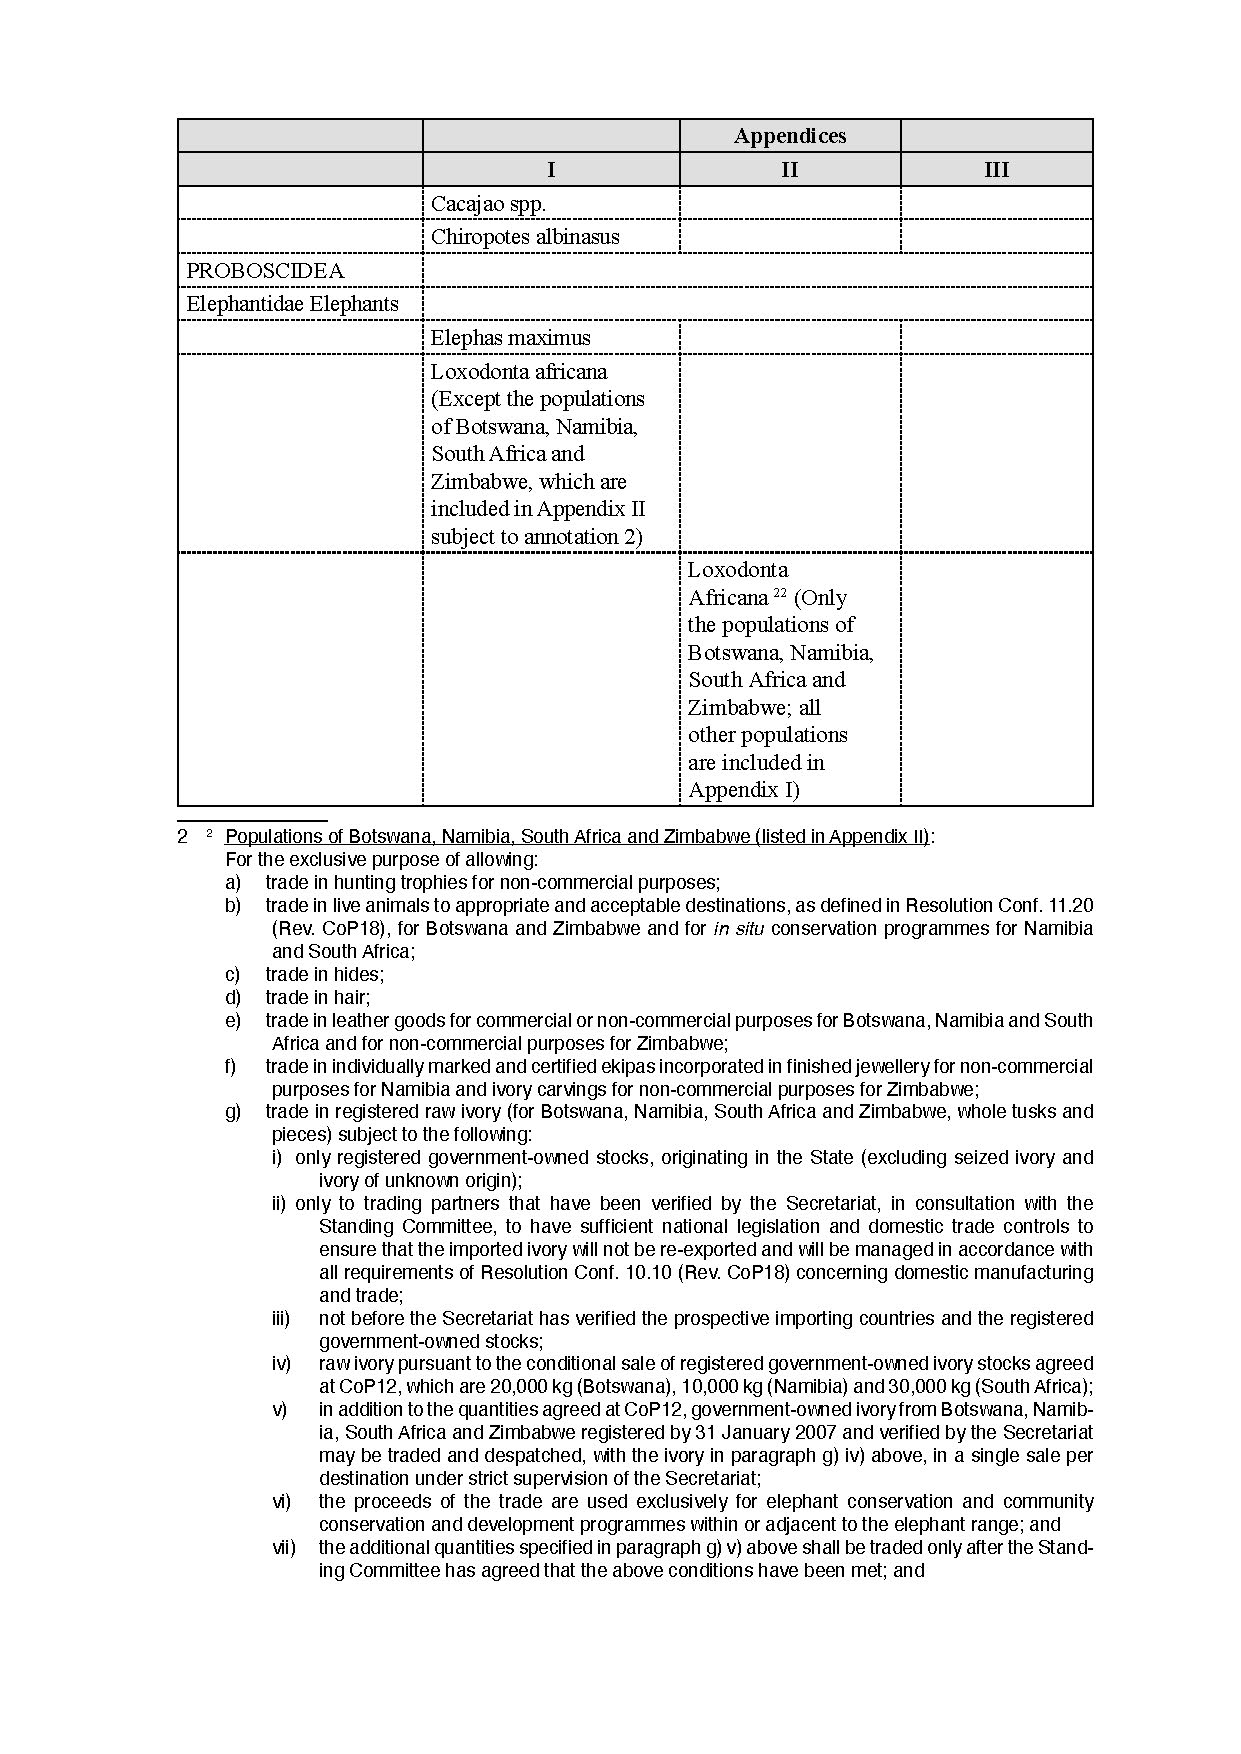 Appendices
I II III
Cacajao spp.
Chiropotes albinasus
PROBOSCIDEA
Elephantidae Elephants
Elephas maximus
Loxodonta africana
(Except the populations
of Botswana, Namibia,
South Africa and
Zimbabwe, which are
included in Appendix II
subject to annotation 2)
Loxodonta
Africana 22 (Only
the populations of
Botswana, Namibia,
South Africa and
Zimbabwe; all
other populations
are included in
Appendix I)
2 2 Populations of Botswana, Namibia, South Africa and Zimbabwe (listed in Appendix II):
For the exclusive purpose of allowing:
a) trade in hunting trophies for non-commercial purposes;
b) trade in live animals to appropriate and acceptable destinations, as defined in Resolution Conf. 11.20
(Rev. CoP18), for Botswana and Zimbabwe and for in situ conservation programmes for Namibia
and South Africa;
c) trade in hides;
d) trade in hair;
e) trade in leather goods for commercial or non-commercial purposes for Botswana, Namibia and South
Africa and for non-commercial purposes for Zimbabwe;
f) trade in individually marked and certified ekipas incorporated in finished jewellery for non-commercial
purposes for Namibia and ivory carvings for non-commercial purposes for Zimbabwe;
g) trade in registered raw ivory (for Botswana, Namibia, South Africa and Zimbabwe, whole tusks and
pieces) subject to the following:
i) only registered government-owned stocks, originating in the State (excluding seized ivory and
ivory of unknown origin);
ii) only to trading partners that have been verified by the Secretariat, in consultation with the
Standing Committee, to have sufficient national legislation and domestic trade controls to
ensure that the imported ivory will not be re-exported and will be managed in accordance with
all requirements of Resolution Conf. 10.10 (Rev. CoP18) concerning domestic manufacturing
and trade;
iii) not before the Secretariat has verified the prospective importing countries and the registered
government-owned stocks;
iv) raw ivory pursuant to the conditional sale of registered government-owned ivory stocks agreed
at CoP12, which are 20,000 kg (Botswana), 10,000 kg (Namibia) and 30,000 kg (South Africa);
v) in addition to the quantities agreed at CoP12, government-owned ivory from Botswana, Namib-
ia, South Africa and Zimbabwe registered by 31 January 2007 and verified by the Secretariat
may be traded and despatched, with the ivory in paragraph g) iv) above, in a single sale per
destination under strict supervision of the Secretariat;
vi) the proceeds of the trade are used exclusively for elephant conservation and community
conservation and development programmes within or adjacent to the elephant range; and
vii) the additional quantities specified in paragraph g) v) above shall be traded only after the Stand-
ing Committee has agreed that the above conditions have been met; and